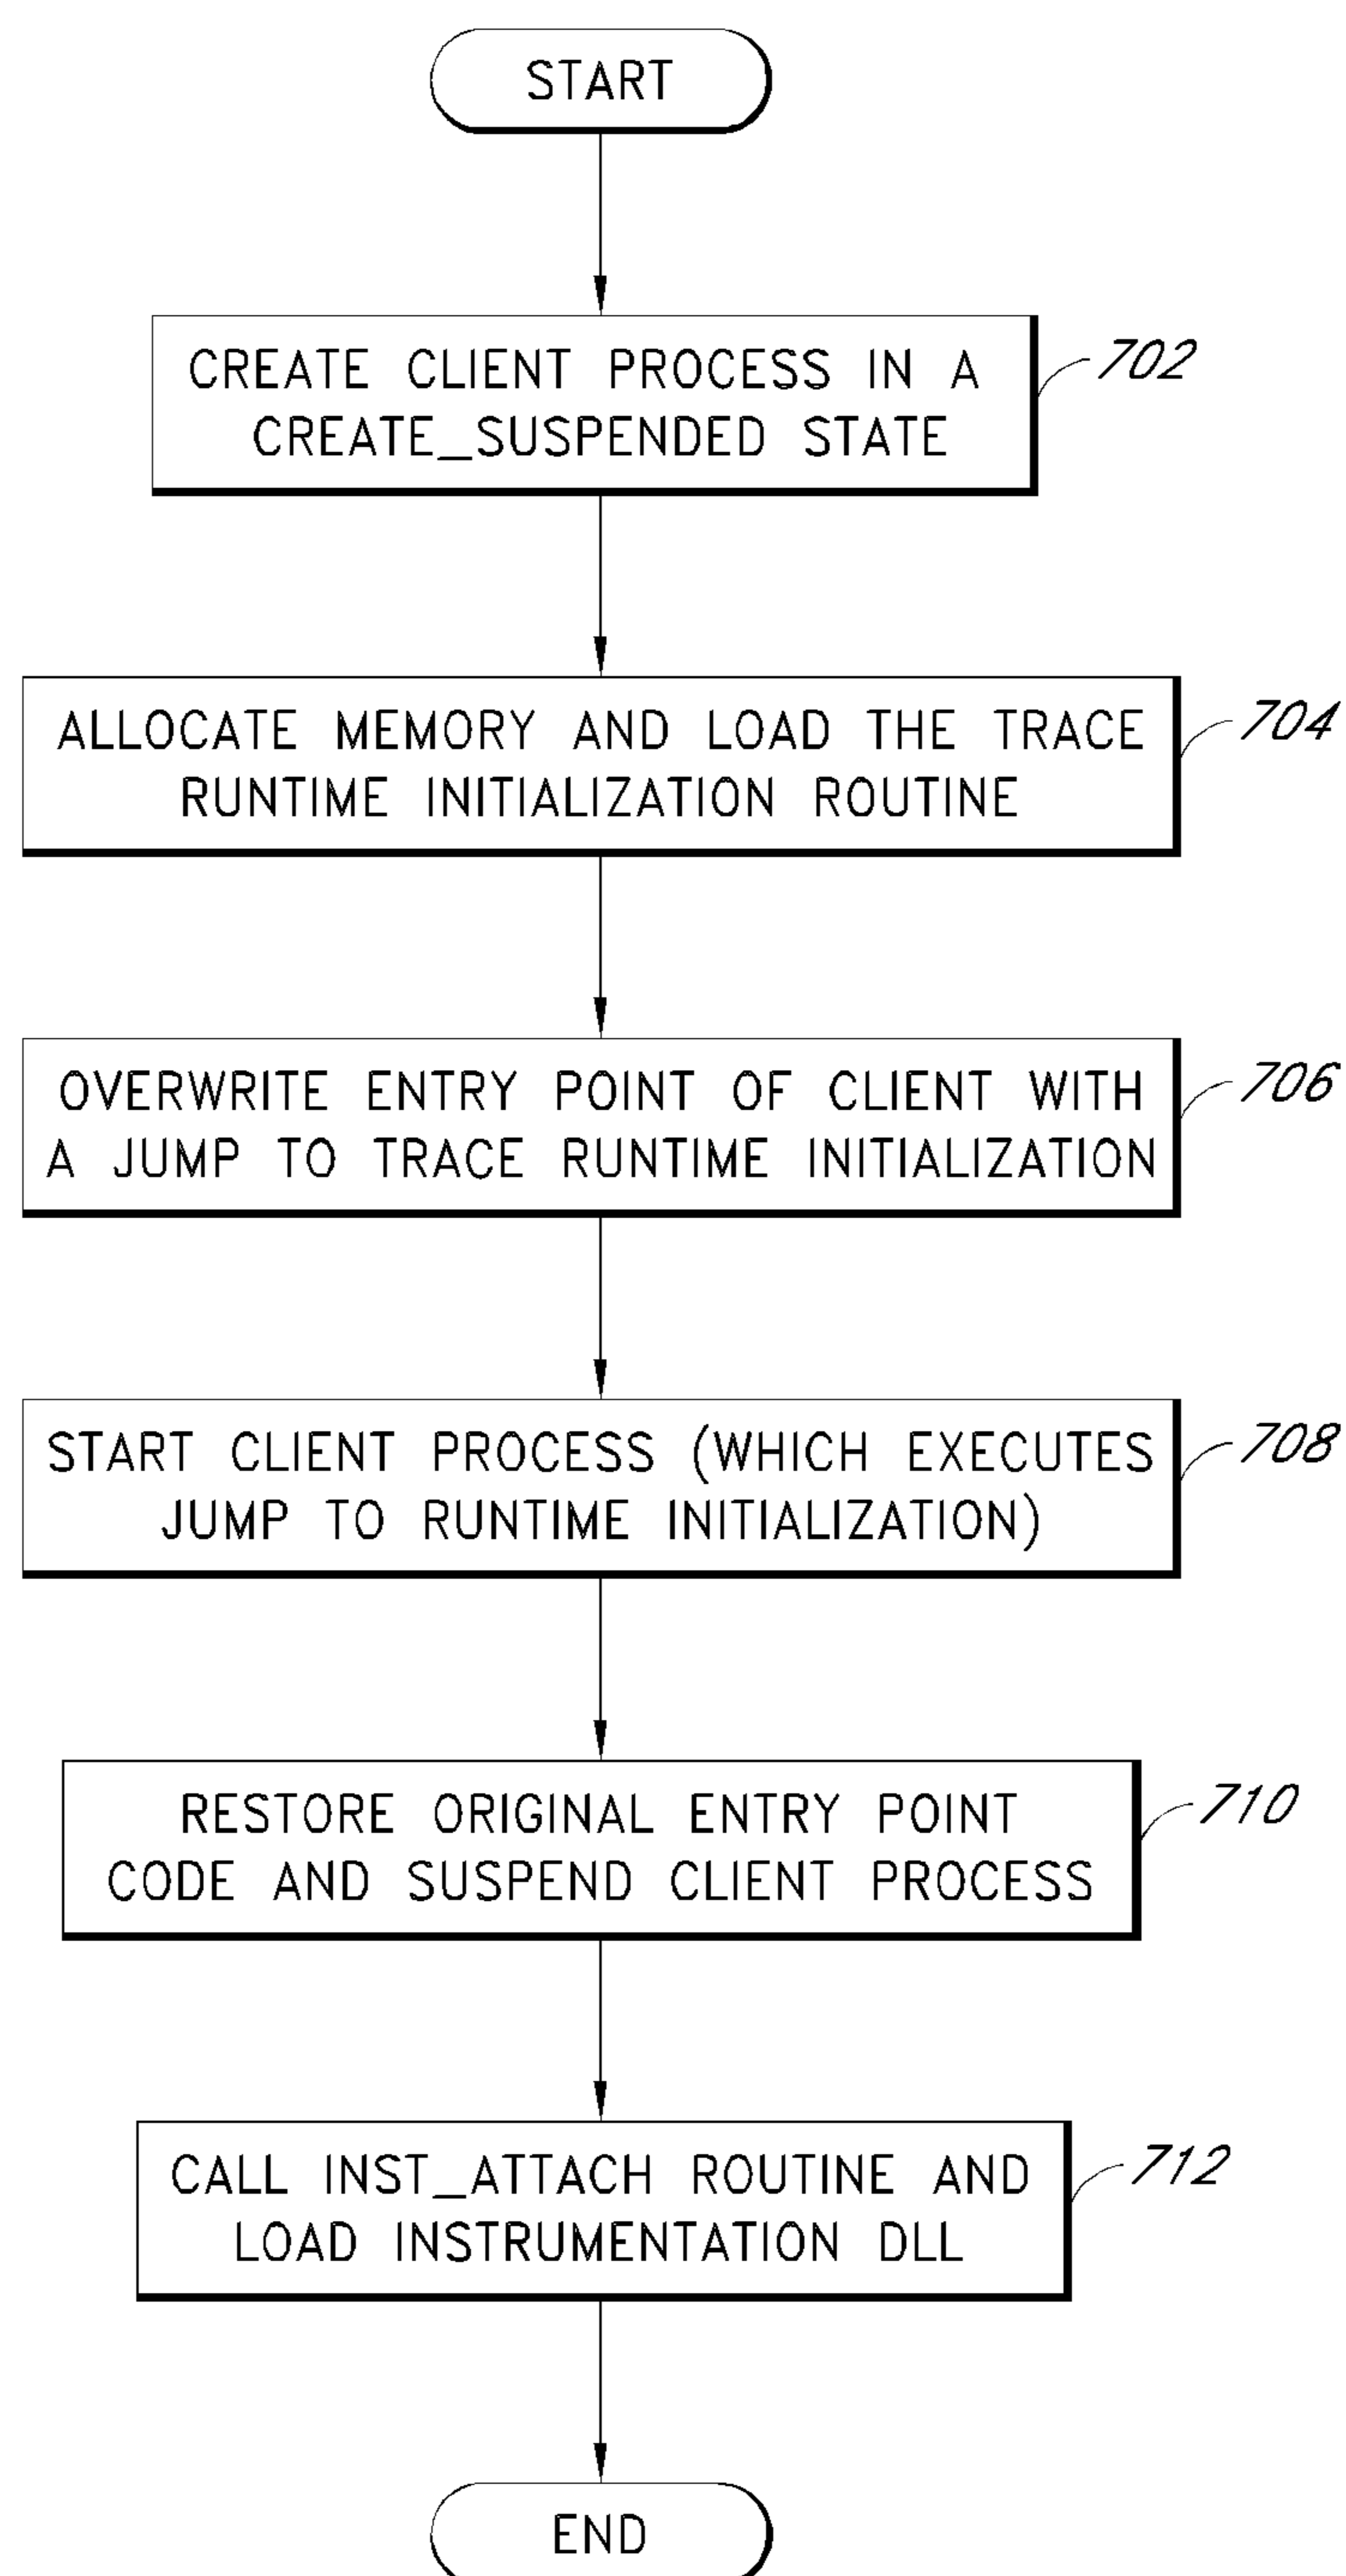 START
CREATE CLIENT PROCESS IN A
CREATE_SUSPENDED STATE
702
ALLOCATE MEMORY AND LOAD THE TRACE
RUNTIME INITIALIZATION ROUTINE
704
OVERWRITE ENTRY POINT OF CLIENT WITH
A JUMP TO TRACE RUNTIME INITIALIZATION
706
START CLIENT PROCESS (WHICH EXECUTES
JUMP TO RUNTIME INITIALIZATION)
708
RESTORE ORIGINAL ENTRY POINT
CODE AND SUSPEND CLIENT PROCESS
710
CALL INST_ATTACH ROUTINE AND
LOAD INSTRUMENTATION DLL
712
END